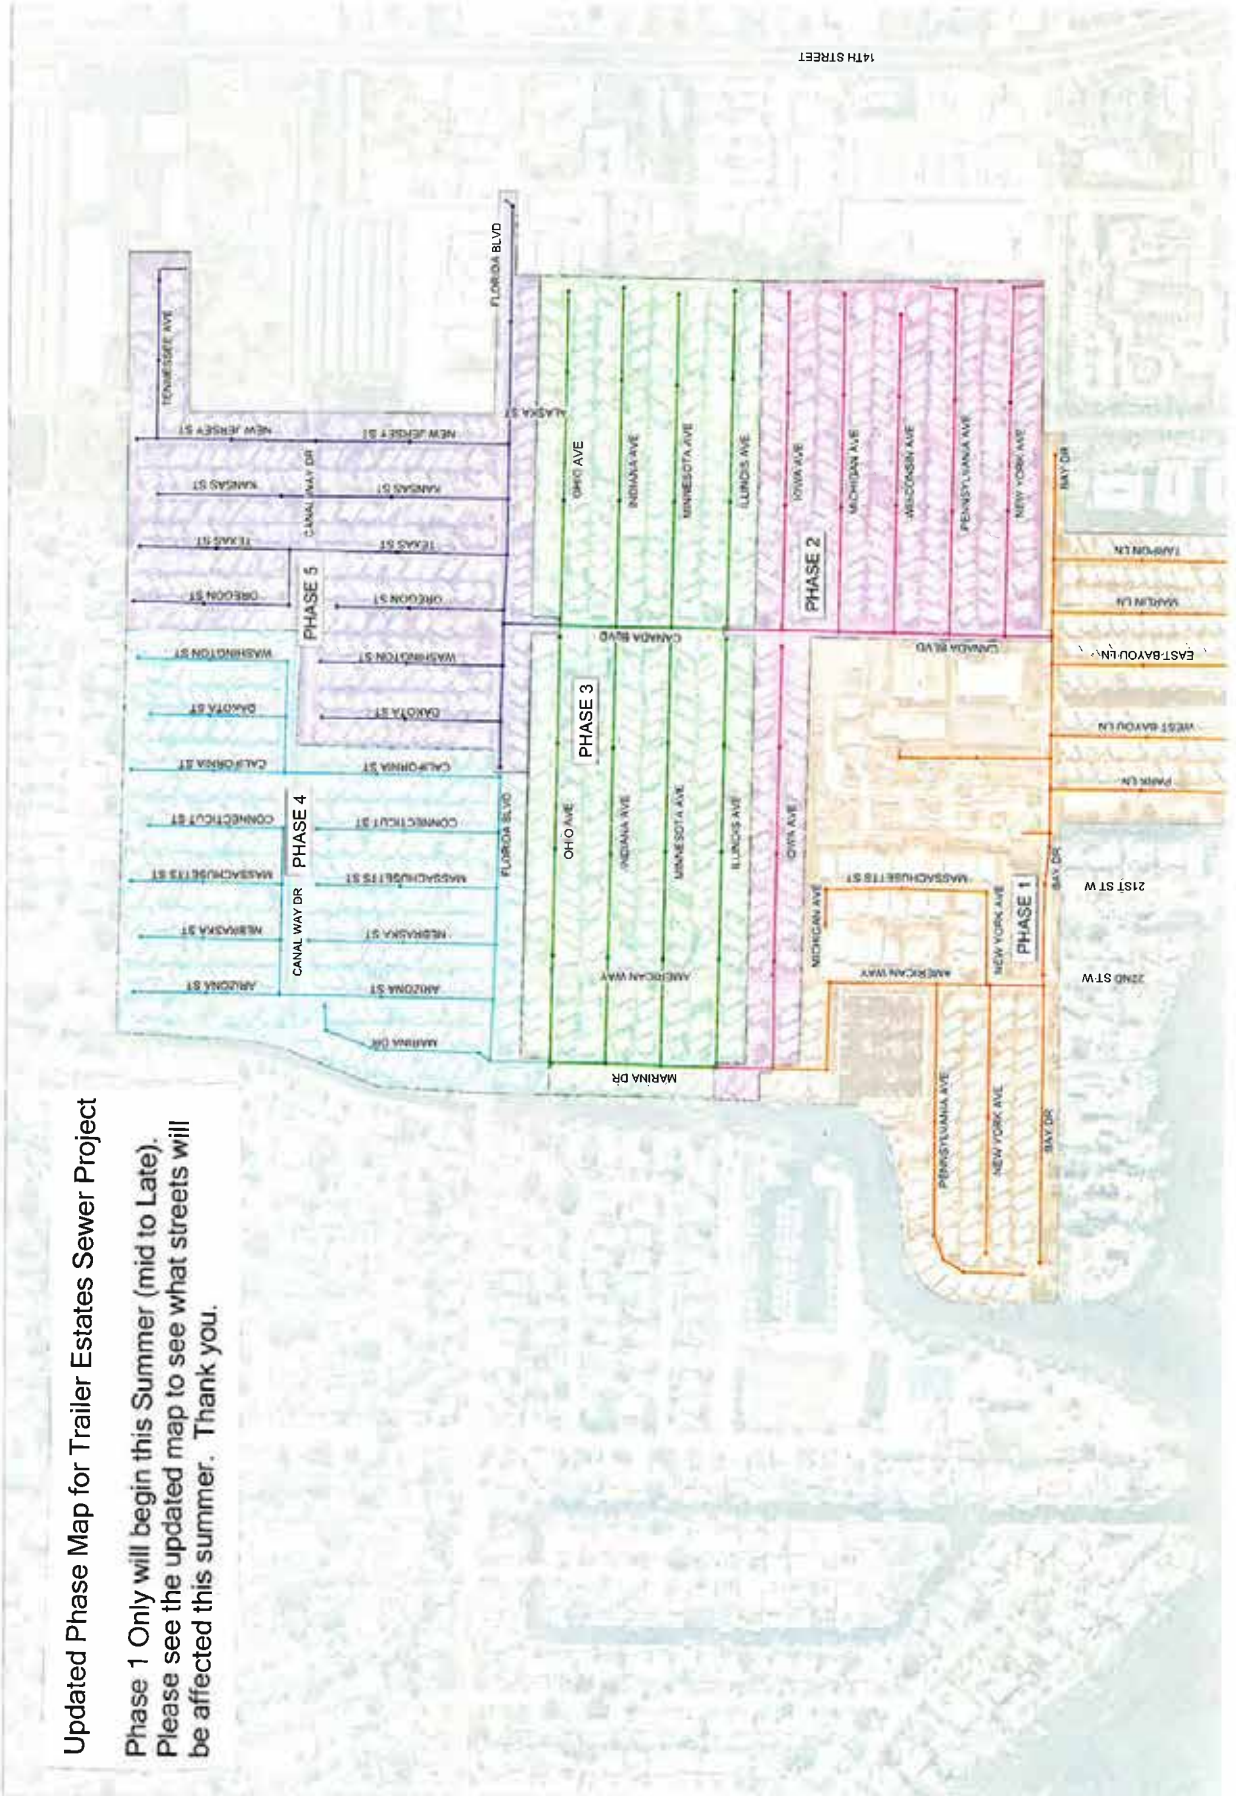 Updated Phase Map for Trailer Estates Sewer Project
Phase 1 Only will begin this Summer (mid to Late).
Please see the updated map to see what streets will
be affected this summer.  Thank you.
14TH STREET
TENNESSEE AVE
NEW JERSEY ST
NEW JERSEY ST
KANSAS ST
KANSAS ST
CANAL WAY DR
TEXAS ST
TEXAS ST
OREGON ST
OREGON ST
PHASE 5
WASHINGTON ST
WASHINGTON ST
DAKOTA ST
DAKOTA ST
CALIFORNIA ST
CALIFORNIA ST
CONNECTICUT ST
CONNECTICUT ST
PHASE 4
MASSACHUSETTS ST
MASSACHUSETTS ST
CANAL WAY DR
NEBRASKA ST
NEBRASKA ST
ARIZONA ST
ARIZONA ST
MARINA DR
FLORIDA BLVD
ALASKA ST
FLORIDA BLVD
OHIO AVE
INDIANA AVE
MINNESOTA AVE
ILLINOIS AVE
CANADA BLVD
PHASE 3
OHIO AVE
INDIANA AVE
MINNESOTA AVE
ILLINOIS AVE
AMERICAN WAY
MARINA DR
IOWA AVE
MICHIGAN AVE
WISCONSIN AVE
PENNSYLVANIA AVE
NEW YORK AVE
PHASE 2
CANADA BLVD
IOWA AVE
MICHIGAN AVE
MASSACHUSETTS ST
AMERICAN WAY
NEW YORK AVE
PHASE 1
PENNSYLVANIA AVE
NEW YORK AVE
BAY DR
BAY DR
BAY DR
TARPON LN
MARLIN LN
EAST BAYOU LN
WEST BAYOU LN
PARK LN
21ST ST W
22ND ST W